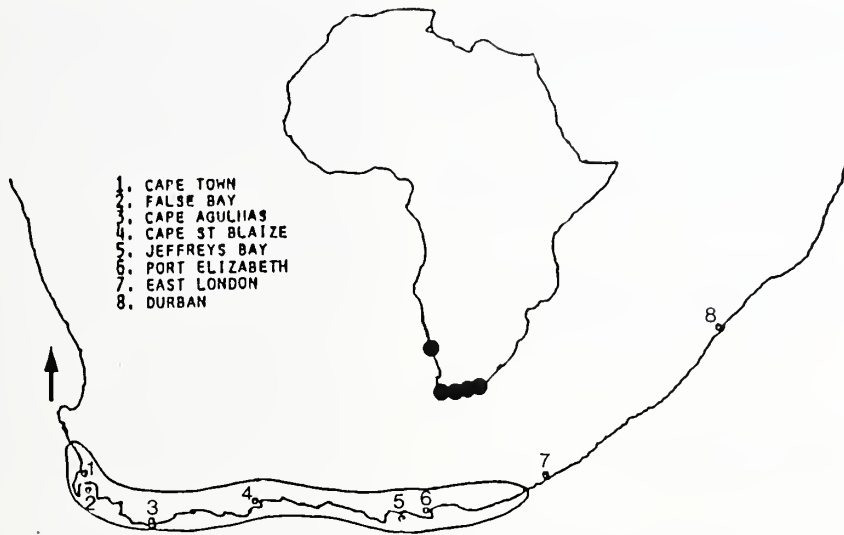 1. CAPE TOWN
2. FALSE BAY
3. CAPE AGULHAS
4. CAPE ST BLAIZE
5. JEFFREYS BAY
6. PORT ELIZABETH
7. EAST LONDON
8. DURBAN
8
7
1
2
3
4
5
6